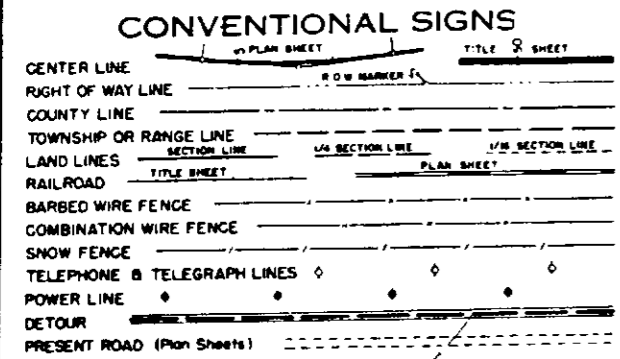 CONVENTIONAL SIGNS
PLAN SHEET TITLE SHEET
CENTER LINE
RIGHT OF WAY LINE R.O.W. MARKER
COUNTY LINE
TOWNSHIP OR RANGE LINE
LAND LINES SECTION LINE 1/4 SECTION LINE 1/16 SECTION LINE
RAILROAD TITLE SHEET PLAN SHEET
BARBED WIRE FENCE
COMBINATION WIRE FENCE
SNOW FENCE
TELEPHONE & TELEGRAPH LINES
POWER LINE
DETOUR
PRESENT ROAD (Plan Sheets)